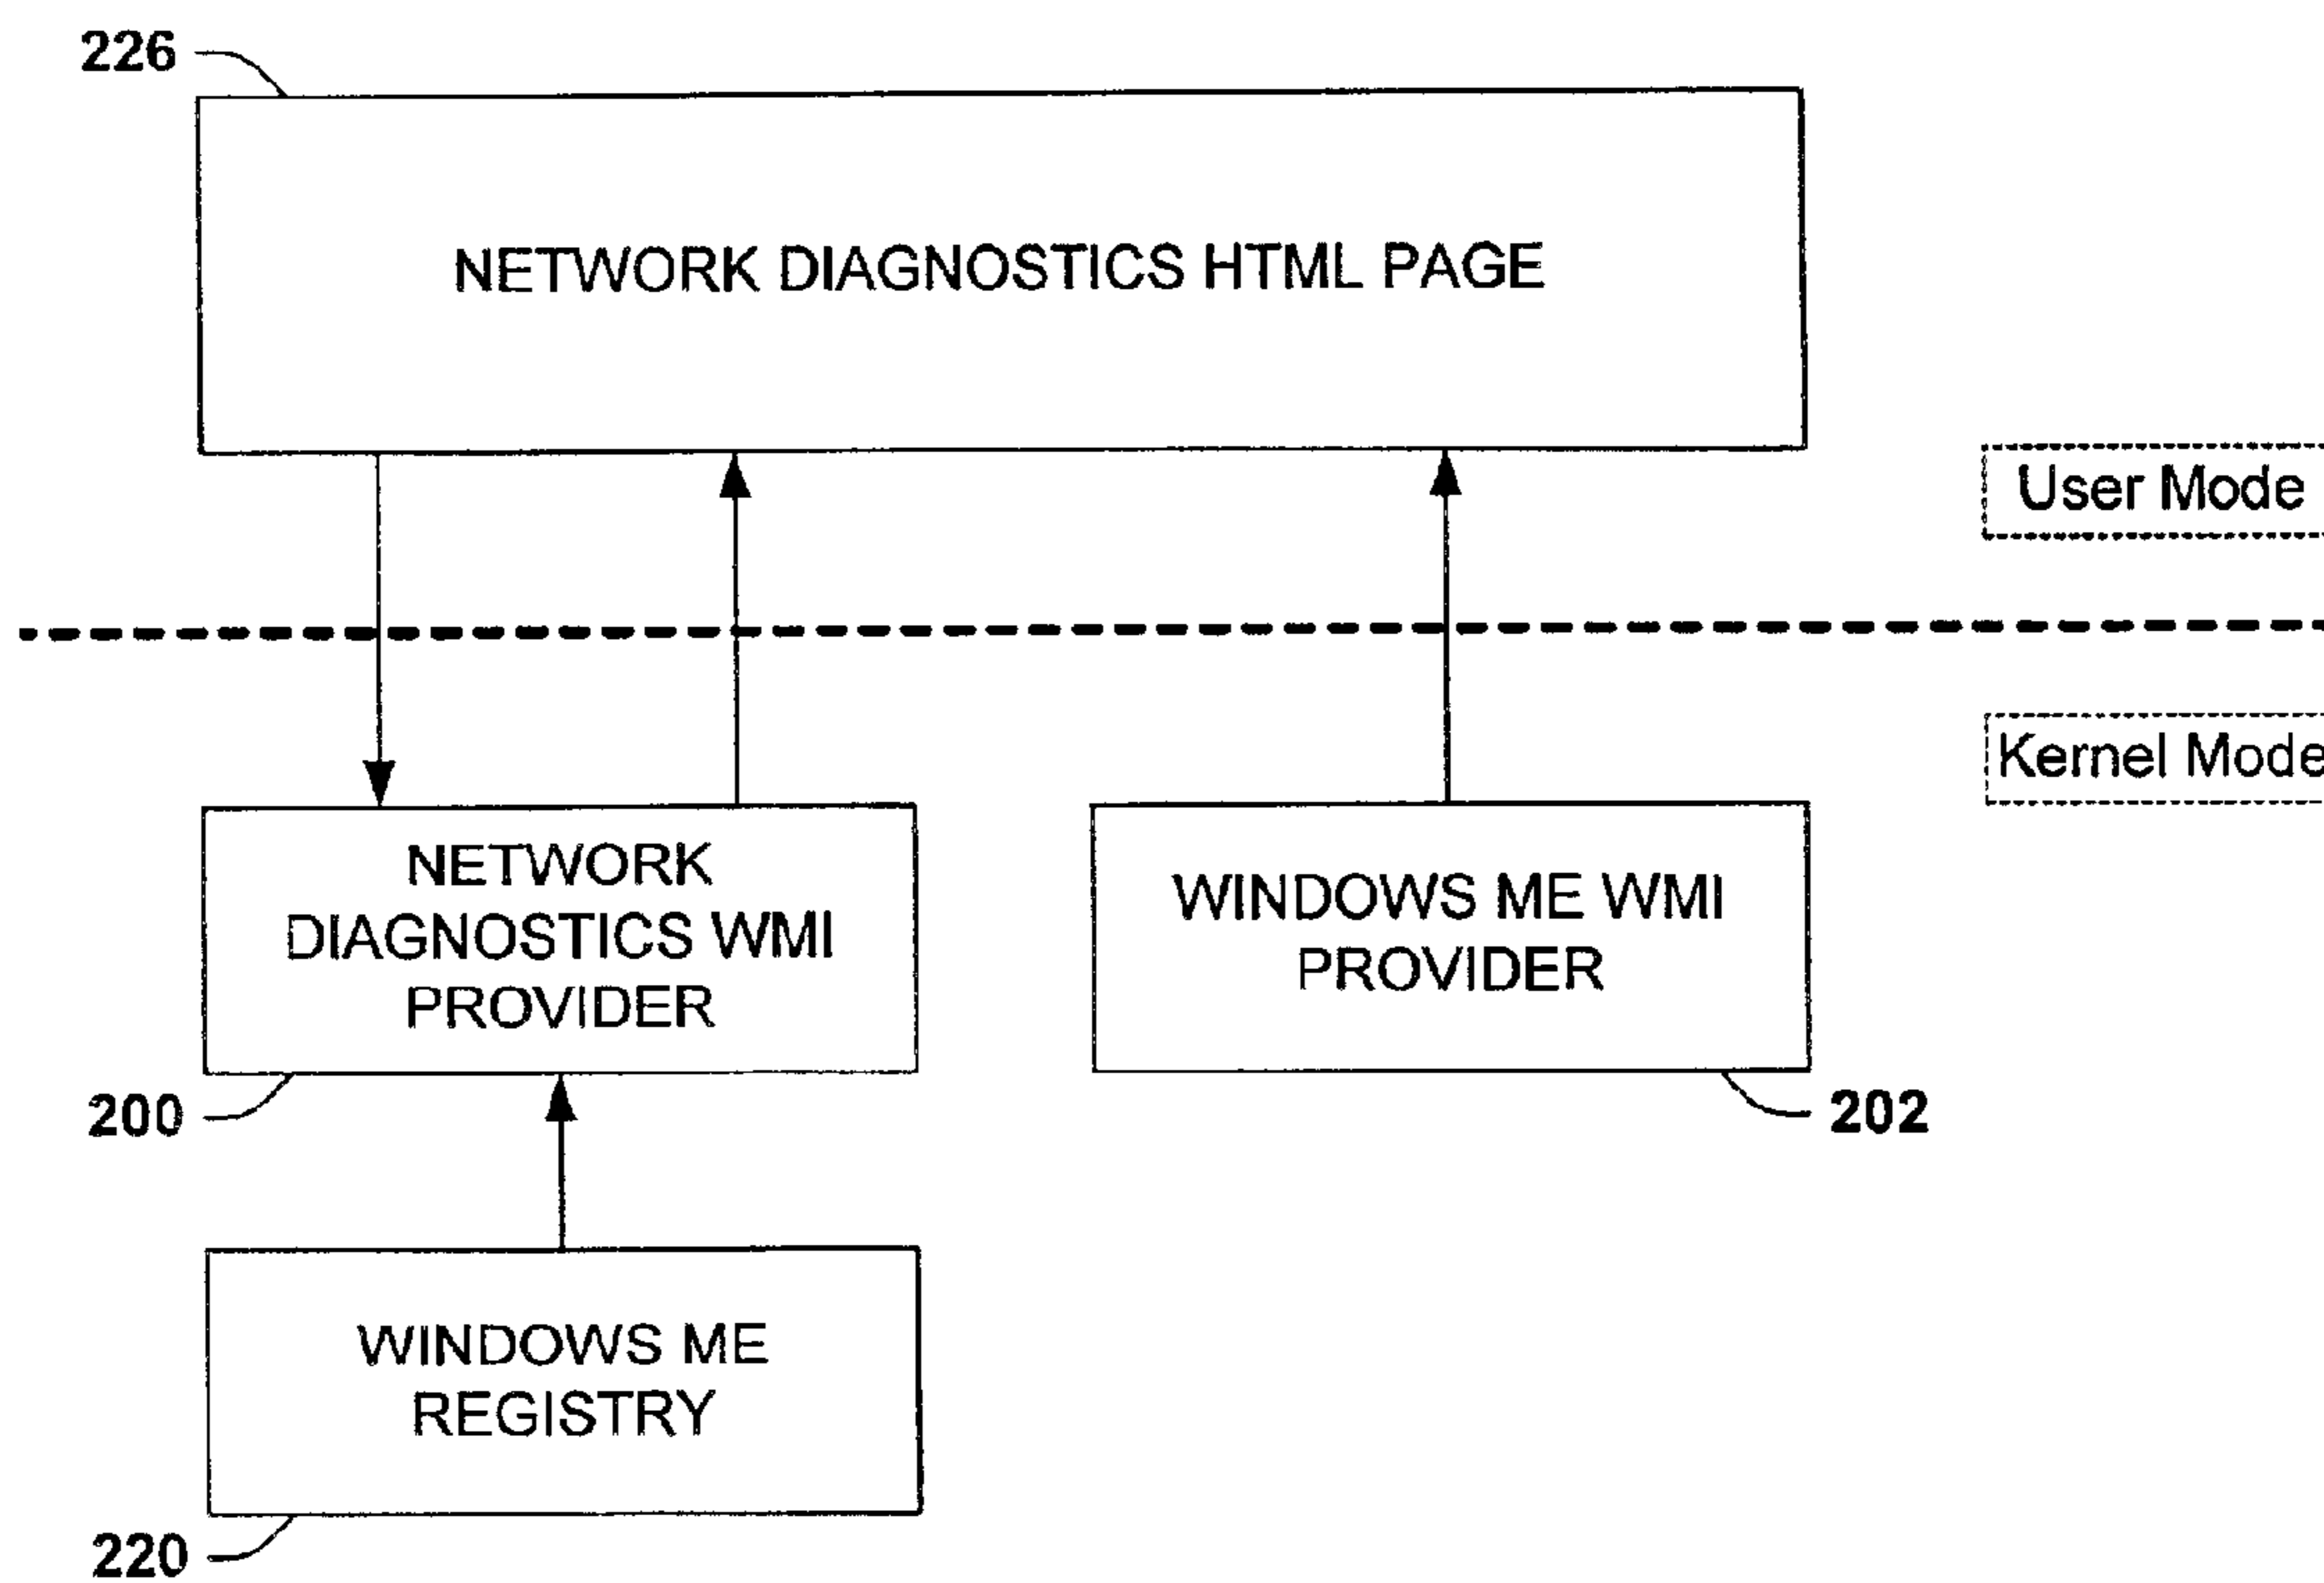 226
NETWORK DIAGNOSTICS HTML PAGE
User Mode
Kernel Mode
NETWORK
DIAGNOSTICS WMI
PROVIDER
WINDOWS ME WMI
PROVIDER
200
202
WINDOWS ME
REGISTRY
220